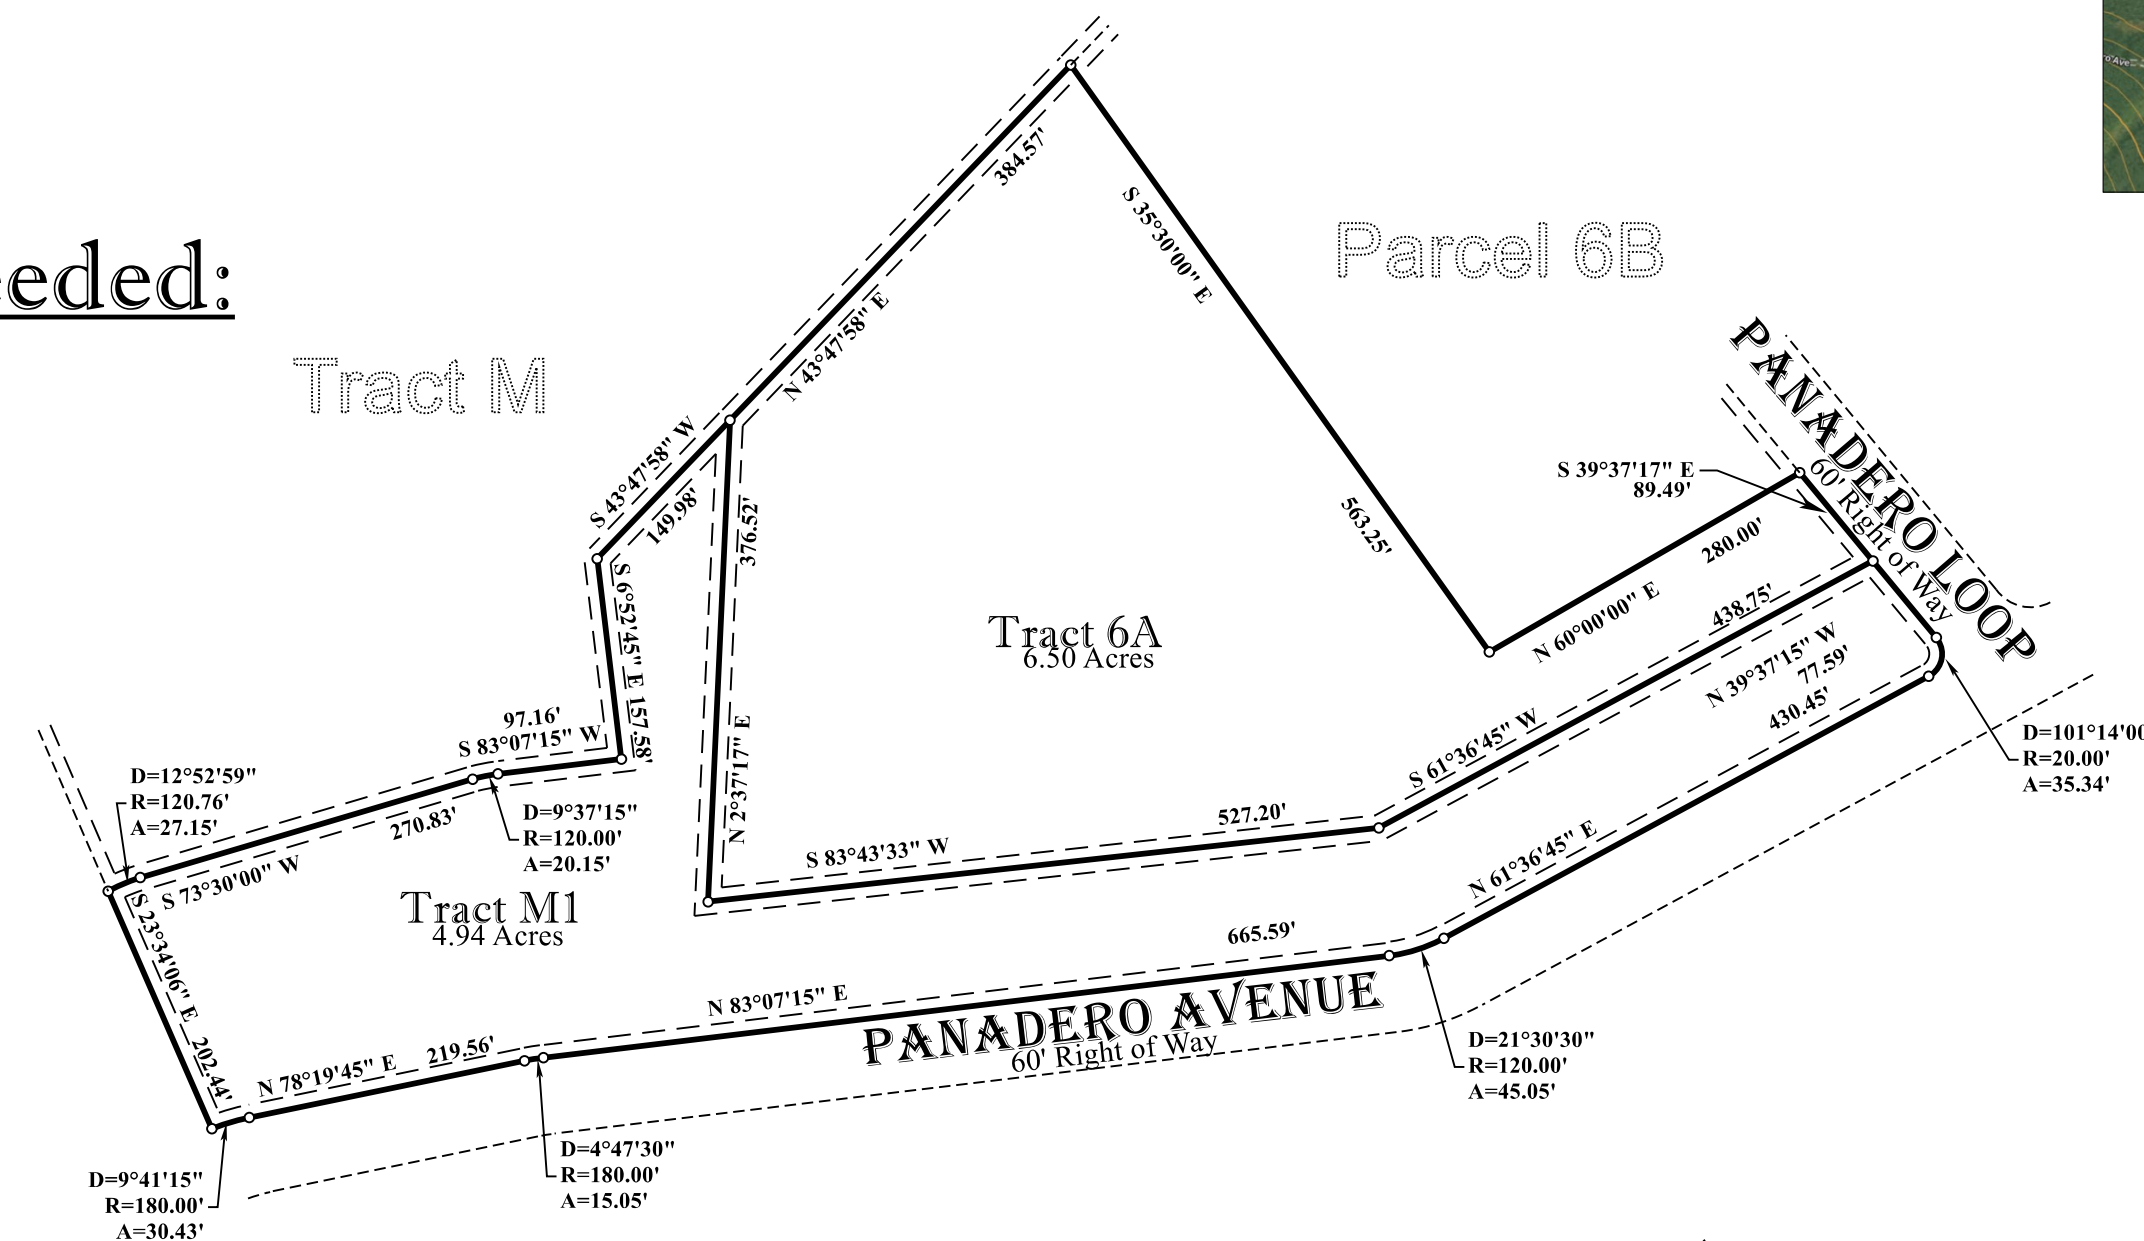 eeded:
Tract M
Parcel 6B
ro Ave
384.57'
N 43°47'58" E
S 35°30'00" E
563.25'
PANADERO LOOP
60' Right of Way
S 39°37'17" E
89.49'
280.00'
N 60°00'00" E
438.75'
S 61°36'45" W
N 39°37'15" W
77.59'
430.45'
N 61°36'45" E
D=101°14'00
R=20.00'
A=35.34'
S 43°47'58" W
149.98'
376.52'
N 2°37'17" E
S 6°52'45" E 157.58'
Tract 6A
6.50 Acres
97.16'
S 83°07'15" W
D=12°52'59"
R=120.76'
A=27.15'
270.83'
S 73°30'00" W
D=9°37'15"
R=120.00'
A=20.15'
527.20'
S 83°43'33" W
Tract M1
4.94 Acres
S 23°34'06" E 202.44'
665.59'
N 83°07'15" E
PANADERO AVENUE
60' Right of Way
N 78°19'45" E 219.56'
D=21°30'30"
R=120.00'
A=45.05'
D=4°47'30"
R=180.00'
A=15.05'
D=9°41'15"
R=180.00'
A=30.43'